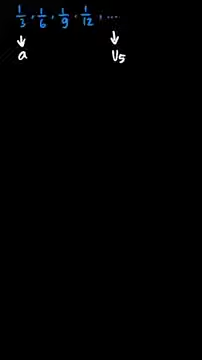 1/3, 1/6, 1/9, 1/12, .....
↓ ↓
a U5